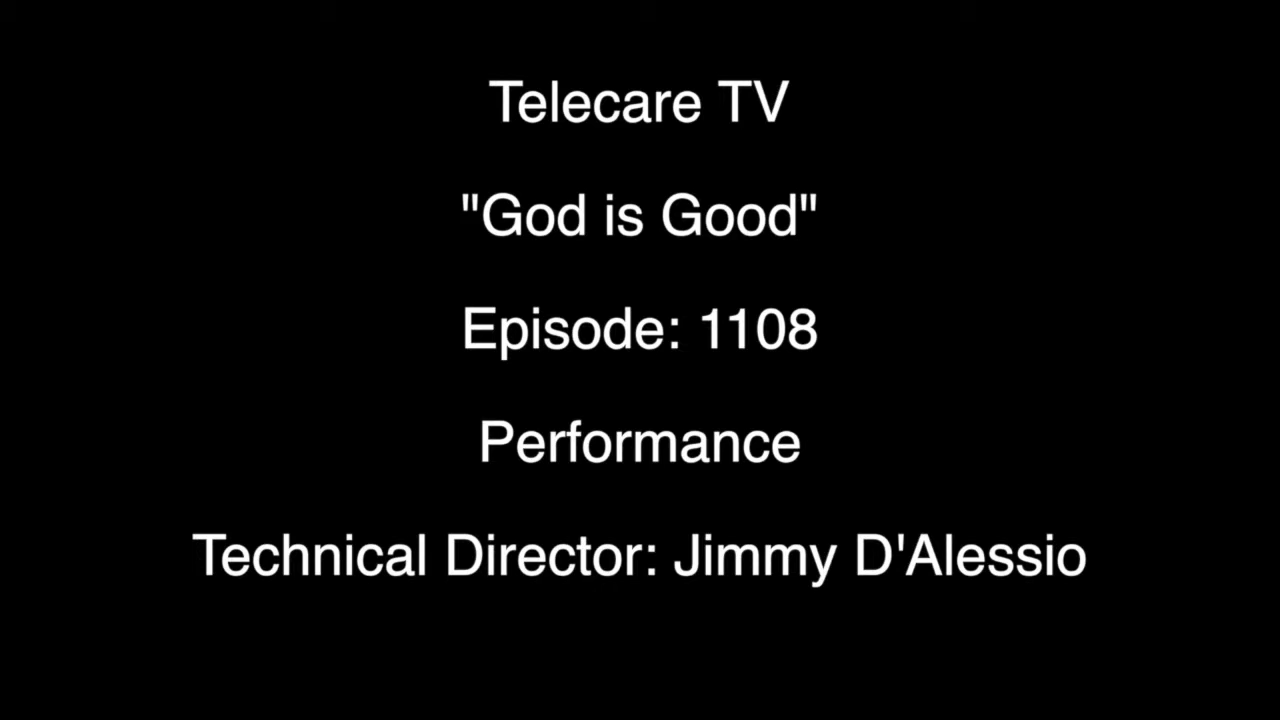 Telecare TV
"God is Good"
Episode: 1108
Performance
Technical Director: Jimmy D'Alessio